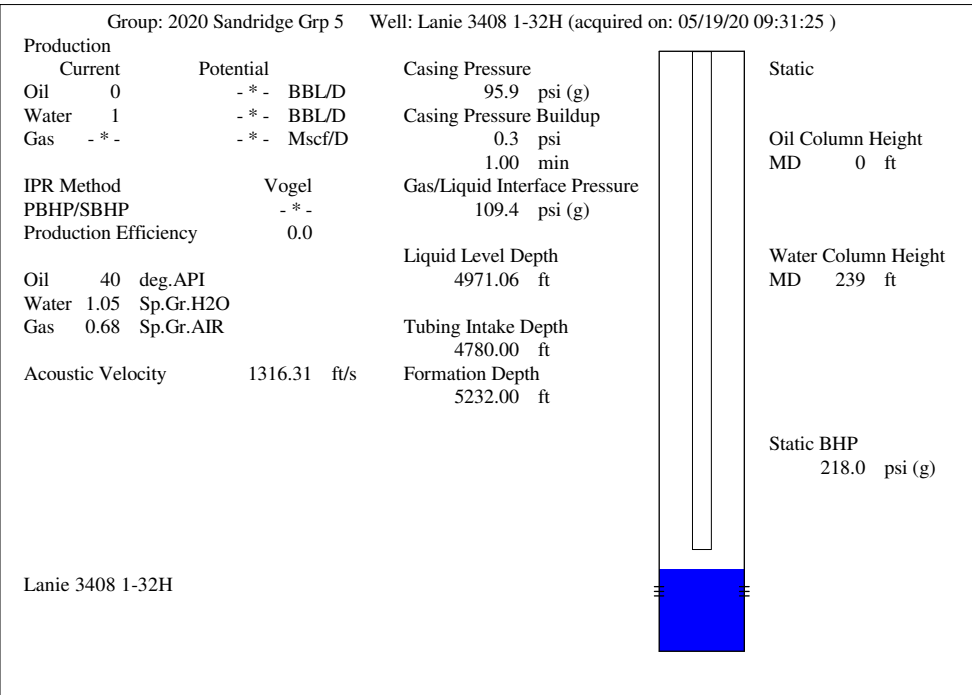 Group: 2020 Sandridge Grp 5 Well: Lanie 3408 1-32H (acquired on: 05/19/20 09:31:25 )
Production
Current Potential
Oil 0 - * - BBL/D
Water 1 - * - BBL/D
Gas - * - - * - Mscf/D
IPR Method Vogel
PBHP/SBHP - * -
Production Efficiency 0.0
Oil 40 deg.API
Water 1.05 Sp.Gr.H2O
Gas 0.68 Sp.Gr.AIR
Acoustic Velocity 1316.31 ft/s
Casing Pressure
95.9 psi (g)
Casing Pressure Buildup
0.3 psi
1.00 min
Gas/Liquid Interface Pressure
109.4 psi (g)
Liquid Level Depth
4971.06 ft
Tubing Intake Depth
4780.00 ft
Formation Depth
5232.00 ft
Static
Oil Column Height
MD 0 ft
Water Column Height
MD 239 ft
Static BHP
218.0 psi (g)
Lanie 3408 1-32H